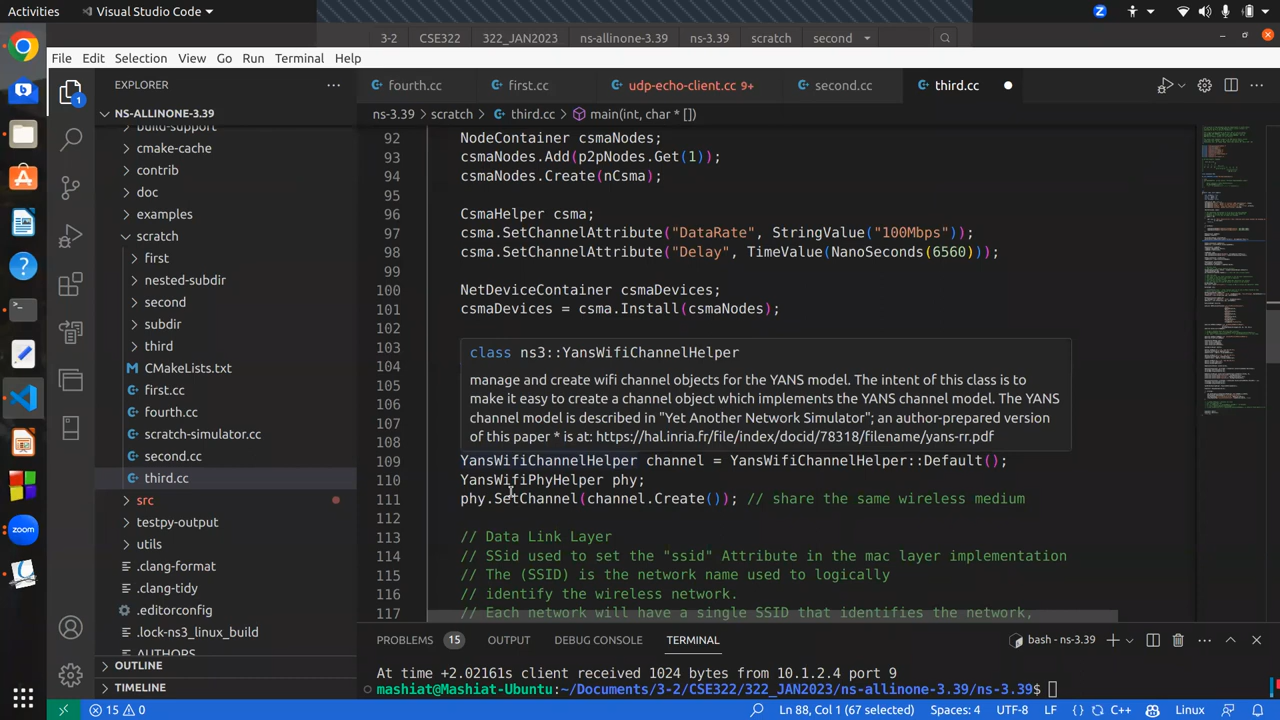 Activities
Visual Studio Code
3-2
CSE322
322_JAN2023
ns-allinone-3.39
ns-3.39
scratch
second
File Edit Selection View Go Run Terminal Help
EXPLORER
fourth.cc
first.cc
udp-echo-client.cc 9+
second.cc
third.cc
NS-ALLINONE-3.39
ns-3.39 > scratch > third.cc > main(int, char * [])
build-support
cmake-cache
contrib
doc
examples
scratch
first
nested-subdir
second
subdir
third
CMakeLists.txt
first.cc
fourth.cc
scratch-simulator.cc
second.cc
third.cc
src
testpy-output
utils
.clang-format
.clang-tidy
.editorconfig
.lock-ns3_linux_build
AUTHORS
OUTLINE
TIMELINE
92 NodeContainer csmaNodes;
93 csmaNodes.Add(p2pNodes.Get(1));
94 csmaNodes.Create(nCsma);
95
96 CsmaHelper csma;
97 csma.SetChannelAttribute("DataRate", StringValue("100Mbps"));
98 csma.SetChannelAttribute("Delay", TimeValue(NanoSeconds(6560)));
99
100 NetDeviceContainer csmaDevices;
101 csmaDevices = csma.Install(csmaNodes);
102
103 class ns3::YansWifiChannelHelper
104
105 manage and create wifi channel objects for the YANS model. The intent of this class is to
make it easy to create a channel object which implements the YANS channel model. The YANS
106
107 channel model is described in "Yet Another Network Simulator"; an author-prepared version
108 of this paper * is at: https://hal.inria.fr/file/index/docid/78318/filename/yans-rr.pdf
109 YansWifiChannelHelper channel = YansWifiChannelHelper::Default();
110 YansWifiPhyHelper phy;
111 phy.SetChannel(channel.Create()); // share the same wireless medium
112
113 // Data Link Layer
114 // SSid used to set the "ssid" Attribute in the mac layer implementation
115 // The (SSID) is the network name used to logically
116 // identify the wireless network.
117 // Each network will have a single SSID that identifies the network,
PROBLEMS 15 OUTPUT DEBUG CONSOLE TERMINAL
bash - ns-3.39
At time +2.02161s client received 1024 bytes from 10.1.2.4 port 9
mashiat@Mashiat-Ubuntu:~/Documents/3-2/CSE322/322_JAN2023/ns-allinone-3.39/ns-3.39$
15 0
Ln 88, Col 1 (67 selected) Spaces: 4 UTF-8 LF {} C++ Linux